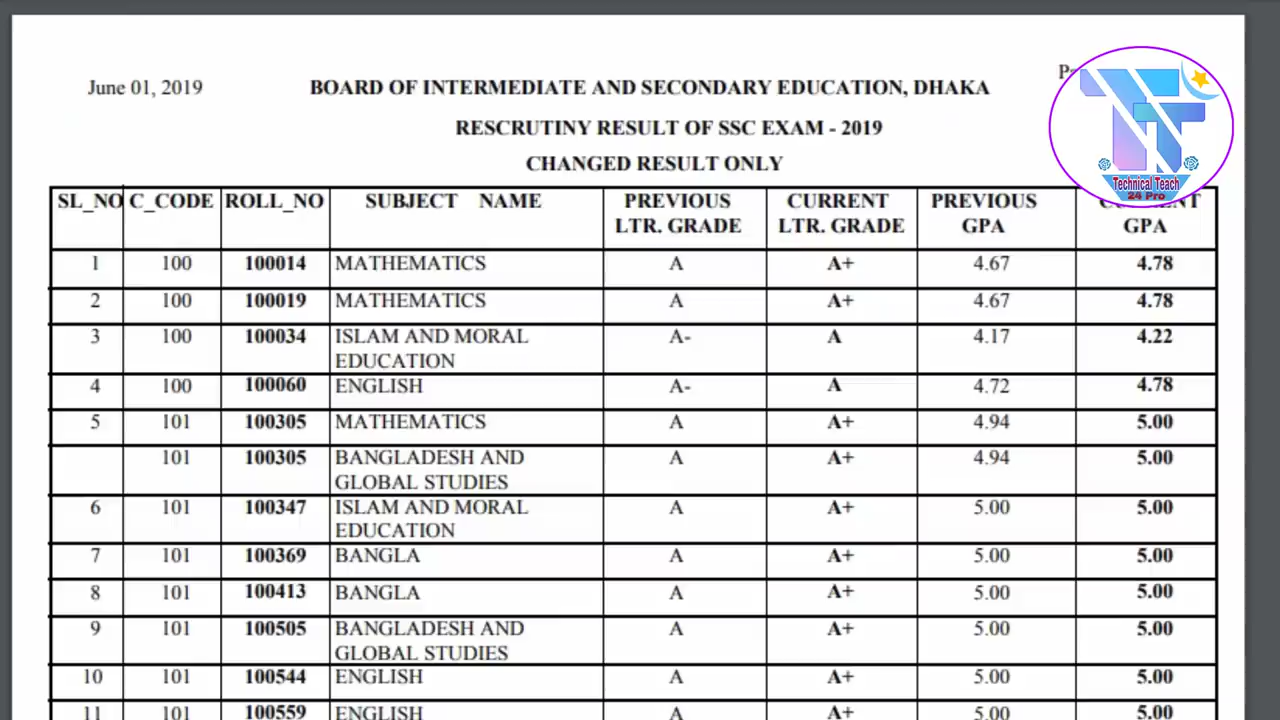 June 01, 2019
BOARD OF INTERMEDIATE AND SECONDARY EDUCATION, DHAKA
RESCRUTINY RESULT OF SSC EXAM - 2019
CHANGED RESULT ONLY
Technical Teach
24 Pro
SL_NO C_CODE ROLL_NO SUBJECT NAME PREVIOUS CURRENT PREVIOUS
LTR. GRADE LTR. GRADE GPA GPA
1 100 100014 MATHEMATICS A A+ 4.67 4.78
2 100 100019 MATHEMATICS A A+ 4.67 4.78
3 100 100034 ISLAM AND MORAL A- A 4.17 4.22
EDUCATION
4 100 100060 ENGLISH A- A 4.72 4.78
5 101 100305 MATHEMATICS A A+ 4.94 5.00
101 100305 BANGLADESH AND A A+ 4.94 5.00
GLOBAL STUDIES
6 101 100347 ISLAM AND MORAL A A+ 5.00 5.00
EDUCATION
7 101 100369 BANGLA A A+ 5.00 5.00
8 101 100413 BANGLA A A+ 5.00 5.00
9 101 100505 BANGLADESH AND A A+ 5.00 5.00
GLOBAL STUDIES
10 101 100544 ENGLISH A A+ 5.00 5.00
11 101 100559 ENGLISH A A+ 5.00 5.00